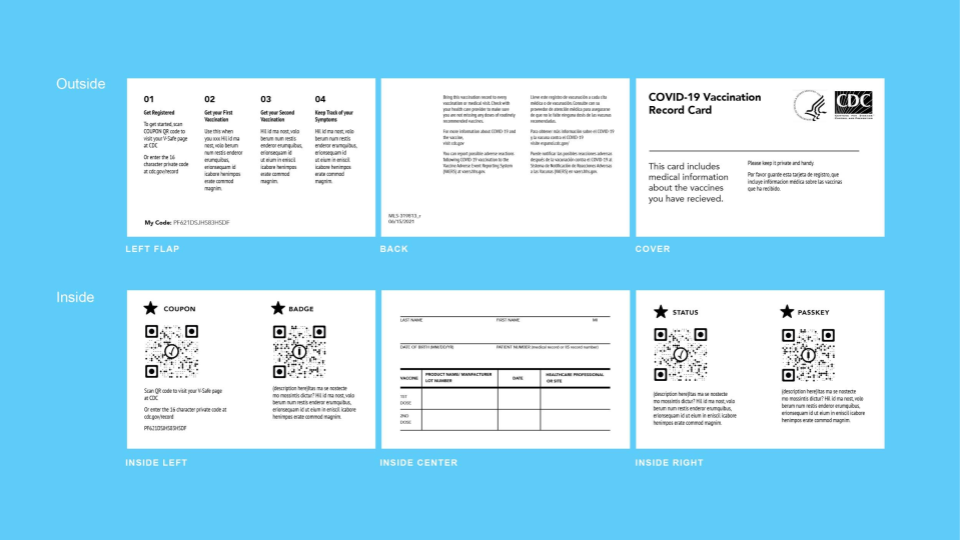 Outside
01
Get Registered
To get started, scan
COUPON QR code to
visit your V-Safe page
at CDC
Or enter the 16
character private code
at cdc.gov/record
02
Get your First
Vaccination
Use this when
you xxx Hil id ma
nost, volo
berum num
restis enderor
erumquibus,
erionsequam id
ut eium in eniscil
icabore henimpos
erate commod
magnim.
03
Get your Second
Vaccination
Hil id ma nost, volo
berum num restis
enderor erumquibus,
erionsequam id
ut eium in eniscil
icabore henimpos
erate commod
magnim.
04
Keep Track of your
Symptoms
Hil id ma nost, volo
berum num restis
enderor erumquibus,
erionsequam id
ut eium in eniscil
icabore henimpos
erate commod
magnim.
My Code:
LEFT FLAP
Bring this vaccination record to every
vaccination or medical visit. Check with
your health care provider to make sure
you are not missing any doses of routinely
recommended vaccines.
For more information about COVID-19 and
the vaccine,
visit cdc.gov
You can report possible adverse reactions
following COVID-19 vaccination to the
Vaccine Adverse Event Reporting System
(VAERS) at vaers.hhs.gov.
Lleve este registro de vacunación a cada cita
médica o de vacunación. Consulte con su
proveedor de atención médica para asegurarse
de que no le falte ninguna dosis de las vacunas
recomendadas.
Para obtener más información sobre el COVID-19
y la vacuna contra el COVID-19
visite espanol.cdc.gov/
Puede notificar las posibles reacciones adversas
después de la vacunación contra el COVID-19 al
Sistema de Notificación de Reacciones Adversas
a las Vacunas (VAERS) en vaers.hhs.gov.
06/15/2021
BACK
COVID-19 Vaccination
Record Card
CDC
This card includes
medical information
about the vaccines
you have recieved.
Please keep it private and handy.
Por favor guarde esta tarjeta de registro, que
incluye informacion médica sobre las vacunas
que ha recibido.
COVER
Inside
COUPON
Scan QR code to visit your V-Safe page
at CDC
Or enter the 16 character private code at
cdc.gov/record
BADGE
(description here)itas ma se nostecte
mo mossintis dictur? Hil id ma nost, volo
berum num restis enderor erumquibus,
erionsequam id ut eium in eniscil icabore
henimpos erate commod magnim.
INSIDE LEFT
LAST NAME
FIRST NAME
MI
DATE OF BIRTH (MM/DD/YR)
PATIENT NUMBER (medical record or IIS record number)
VACCINE
PRODUCT NAME/ MANUFACTURER
LOT NUMBER
DATE
HEALTHCARE PROFESSIONAL
OR SITE
1ST
DOSE
2ND
DOSE
INSIDE CENTER
STATUS
(description here)itas ma se nostecte
mo mossintis dictur? Hil id ma nost, volo
berum num restis enderor erumquibus,
erionsequam id ut eium in eniscil icabore
henimpos erate commod magnim.
PASSKEY
(description here)itas ma se nostecte
mo mossintis dictur? Hil id ma nost, volo
berum num restis enderor erumquibus,
erionsequam id ut eium in eniscil icabore
henimpos erate commod magnim.
INSIDE RIGHT